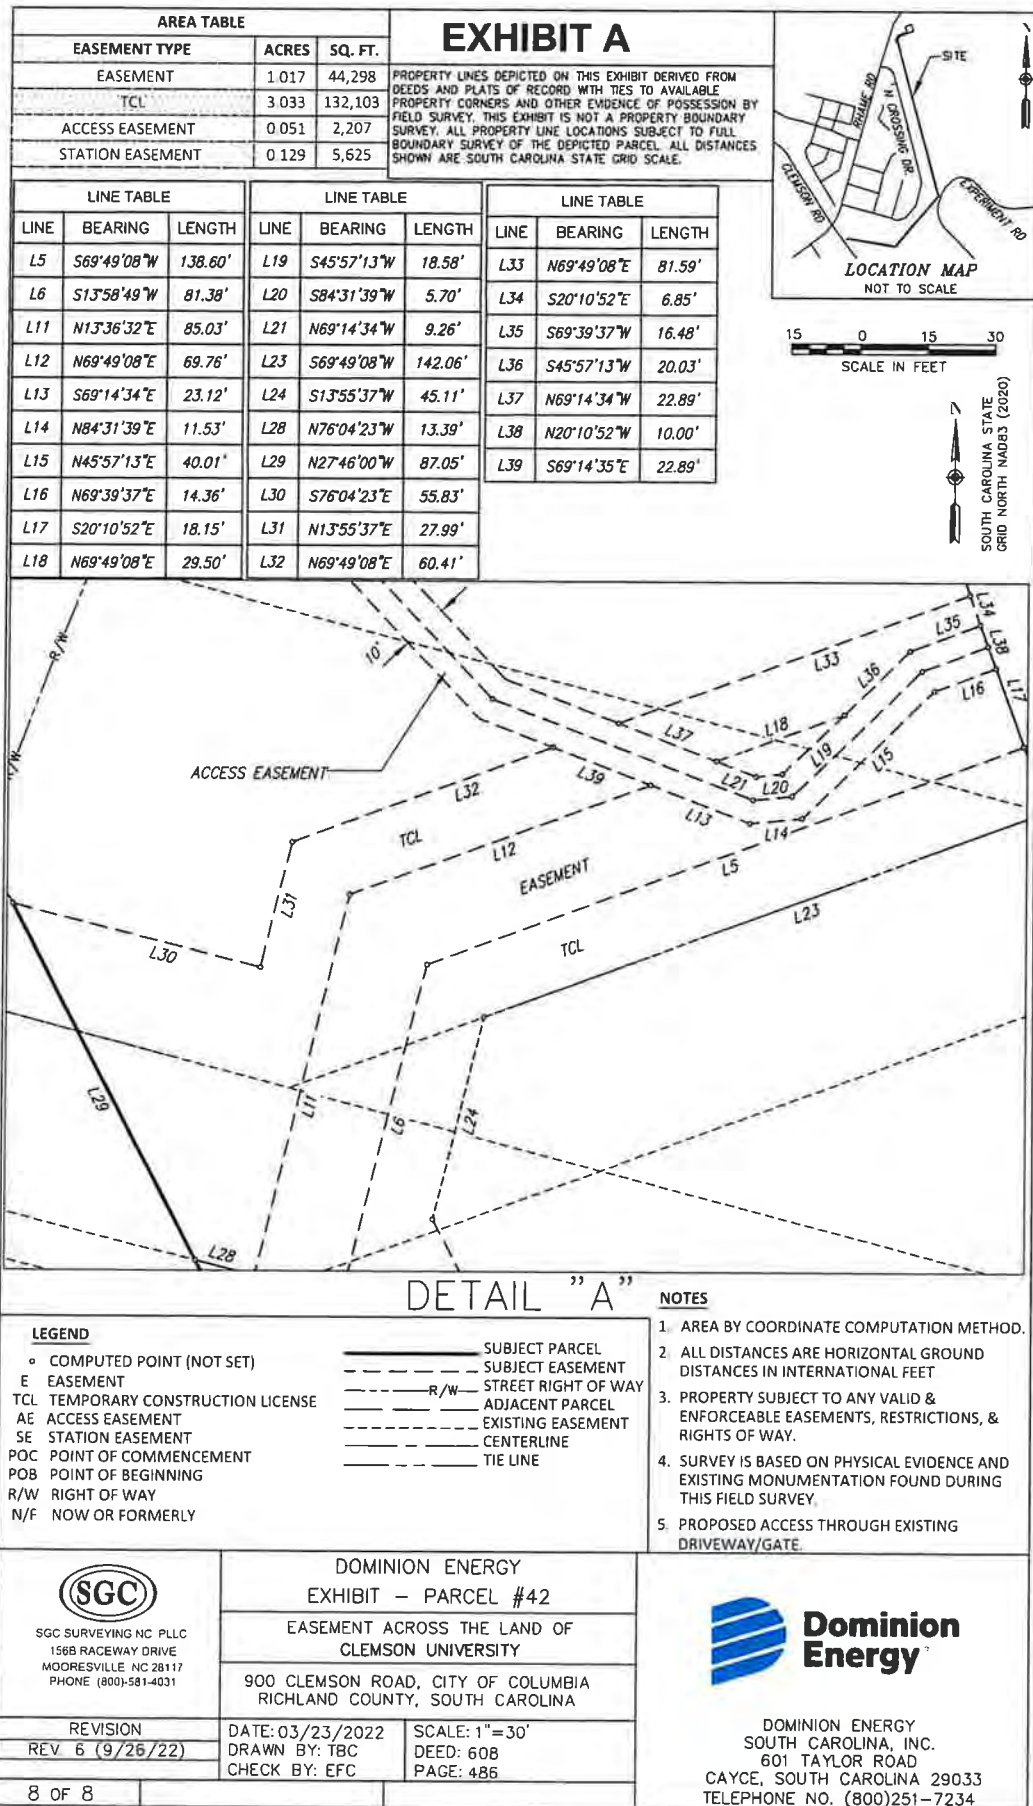 AREA TABLE
EASEMENT TYPE ACRES SQ. FT.
EASEMENT 1.017 44,298
TCL 3.033 132,103
ACCESS EASEMENT 0.051 2,207
STATION EASEMENT 0.129 5,625
EXHIBIT A
PROPERTY LINES DEPICTED ON THIS EXHIBIT DERIVED FROM
DEEDS AND PLATS OF RECORD WITH TIES TO AVAILABLE
PROPERTY CORNERS AND OTHER EVIDENCE OF POSSESSION BY
FIELD SURVEY. THIS EXHIBIT IS NOT A PROPERTY BOUNDARY
SURVEY. ALL PROPERTY LINE LOCATIONS SUBJECT TO FULL
BOUNDARY SURVEY OF THE DEPICTED PARCEL. ALL DISTANCES
SHOWN ARE SOUTH CAROLINA STATE GRID SCALE.
SITE
RHAME RD
N. CROSSING DR.
CLEMSON RD
EXPERIMENT RD
LOCATION MAP
NOT TO SCALE
LINE TABLE
LINE BEARING LENGTH
L5 S69°49'08"W 138.60'
L6 S13°58'49"W 81.38'
L11 N13°36'32"E 85.03'
L12 N69°49'08"E 69.76'
L13 S69°14'34"E 23.12'
L14 N84°31'39"E 11.53'
L15 N45°57'13"E 40.01'
L16 N69°39'37"E 14.36'
L17 S20°10'52"E 18.15'
L18 N69°49'08"E 29.50'
LINE TABLE
LINE BEARING LENGTH
L19 S45°57'13"W 18.58'
L20 S84°31'39"W 5.70'
L21 N69°14'34"W 9.26'
L23 S69°49'08"W 142.06'
L24 S13°55'37"W 45.11'
L28 N76°04'23"W 13.39'
L29 N27°46'00"W 87.05'
L30 S76°04'23"E 55.83'
L31 N13°55'37"E 27.99'
L32 N69°49'08"E 60.41'
LINE TABLE
LINE BEARING LENGTH
L33 N69°49'08"E 81.59'
L34 S20°10'52"E 6.85'
L35 S69°39'37"W 16.48'
L36 S45°57'13"W 20.03'
L37 N69°14'34"W 22.89'
L38 N20°10'52"W 10.00'
L39 S69°14'35"E 22.89'
15 0 15 30
SCALE IN FEET
N
SOUTH CAROLINA STATE
GRID NORTH NAD83 (2020)
R/W
R/W
10'
ACCESS EASEMENT
L34
L35
L38
L33
L36
L17
L16
L18
L37
L19
L15
L21
L20
L39
L32
L13
L14
TCL
L12
L5
EASEMENT
L31
L23
L30
TCL
L29
L11
L6
L24
L28
DETAIL "A"
LEGEND
COMPUTED POINT (NOT SET)
E EASEMENT
TCL TEMPORARY CONSTRUCTION LICENSE
AE ACCESS EASEMENT
SE STATION EASEMENT
POC POINT OF COMMENCEMENT
POB POINT OF BEGINNING
R/W RIGHT OF WAY
N/F NOW OR FORMERLY
SUBJECT PARCEL
SUBJECT EASEMENT
R/W STREET RIGHT OF WAY
ADJACENT PARCEL
EXISTING EASEMENT
CENTERLINE
TIE LINE
NOTES
1. AREA BY COORDINATE COMPUTATION METHOD.
2 ALL DISTANCES ARE HORIZONTAL GROUND
DISTANCES IN INTERNATIONAL FEET
3. PROPERTY SUBJECT TO ANY VALID &
ENFORCEABLE EASEMENTS, RESTRICTIONS, &
RIGHTS OF WAY.
4. SURVEY IS BASED ON PHYSICAL EVIDENCE AND
EXISTING MONUMENTATION FOUND DURING
THIS FIELD SURVEY.
5. PROPOSED ACCESS THROUGH EXISTING
DRIVEWAY/GATE.
SGC
SGC SURVEYING NC PLLC
156B RACEWAY DRIVE
MOORESVILLE NC 28117
PHONE (800)-581-4031
DOMINION ENERGY
EXHIBIT - PARCEL #42
EASEMENT ACROSS THE LAND OF
CLEMSON UNIVERSITY
900 CLEMSON ROAD, CITY OF COLUMBIA
RICHLAND COUNTY, SOUTH CAROLINA
REVISION
REV. 6 (9/26/22)
8 OF 8
DATE: 03/23/2022
DRAWN BY: TBC
CHECK BY: EFC
SCALE: 1"=30'
DEED: 608
PAGE: 486
Dominion
Energy
DOMINION ENERGY
SOUTH CAROLINA, INC.
601 TAYLOR ROAD
CAYCE, SOUTH CAROLINA 29033
TELEPHONE NO. (800)251-7234